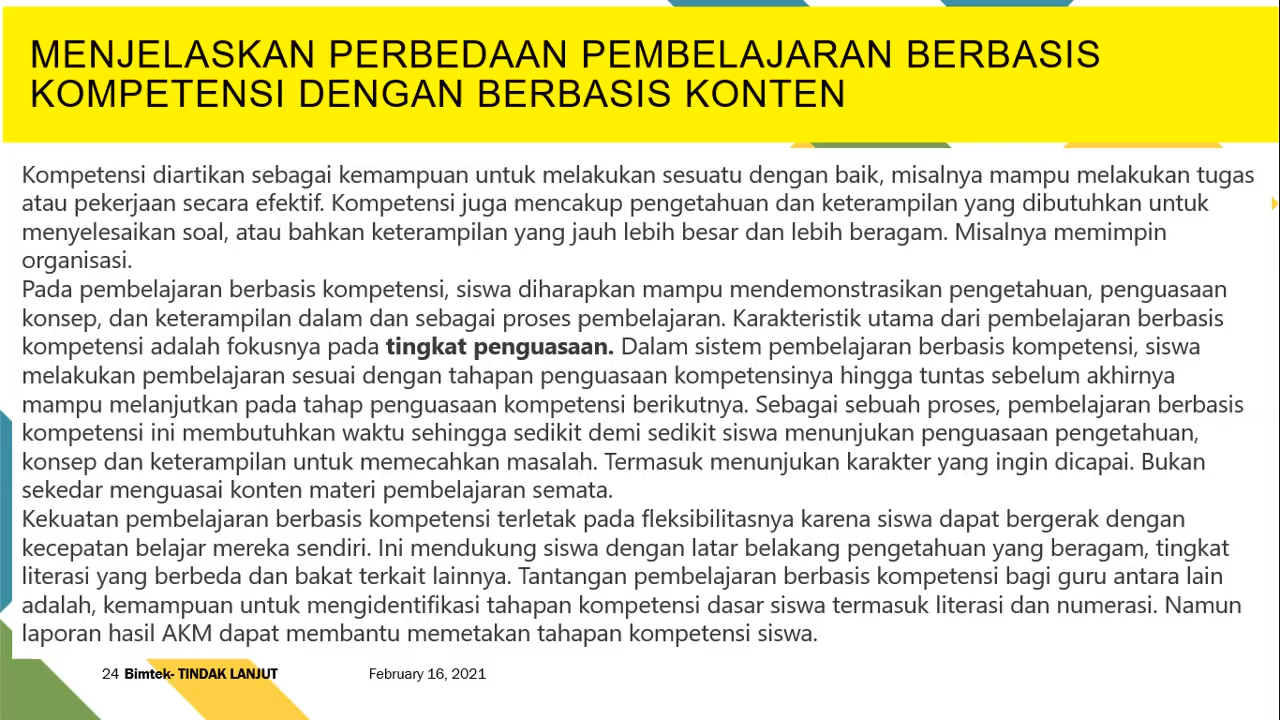 MENJELASKAN PERBEDAAN PEMBELAJARAN BERBASIS
KOMPETENSI DENGAN BERBASIS KONTEN
Kompetensi diartikan sebagai kemampuan untuk melakukan sesuatu dengan baik, misalnya mampu melakukan tugas
atau pekerjaan secara efektif. Kompetensi juga mencakup pengetahuan dan keterampilan yang dibutuhkan untuk
menyelesaikan soal, atau bahkan keterampilan yang jauh lebih besar dan lebih beragam. Misalnya memimpin
organisasi.
Pada pembelajaran berbasis kompetensi, siswa diharapkan mampu mendemonstrasikan pengetahuan, penguasaan
konsep, dan keterampilan dalam dan sebagai proses pembelajaran. Karakteristik utama dari pembelajaran berbasis
kompetensi adalah fokusnya pada tingkat penguasaan. Dalam sistem pembelajaran berbasis kompetensi, siswa
melakukan pembelajaran sesuai dengan tahapan penguasaan kompetensinya hingga tuntas sebelum akhirnya
mampu melanjutkan pada tahap penguasaan kompetensi berikutnya. Sebagai sebuah proses, pembelajaran berbasis
kompetensi ini membutuhkan waktu sehingga sedikit demi sedikit siswa menunjukan penguasaan pengetahuan,
konsep dan keterampilan untuk memecahkan masalah. Termasuk menunjukan karakter yang ingin dicapai. Bukan
sekedar menguasai konten materi pembelajaran semata.
Kekuatan pembelajaran berbasis kompetensi terletak pada fleksibilitasnya karena siswa dapat bergerak dengan
kecepatan belajar mereka sendiri. Ini mendukung siswa dengan latar belakang pengetahuan yang beragam, tingkat
literasi yang berbeda dan bakat terkait lainnya. Tantangan pembelajaran berbasis kompetensi bagi guru antara lain
adalah, kemampuan untuk mengidentifikasi tahapan kompetensi dasar siswa termasuk literasi dan numerasi. Namun
laporan hasil AKM dapat membantu memetakan tahapan kompetensi siswa.
24 Bimtek- TINDAK LANJUT February 16, 2021